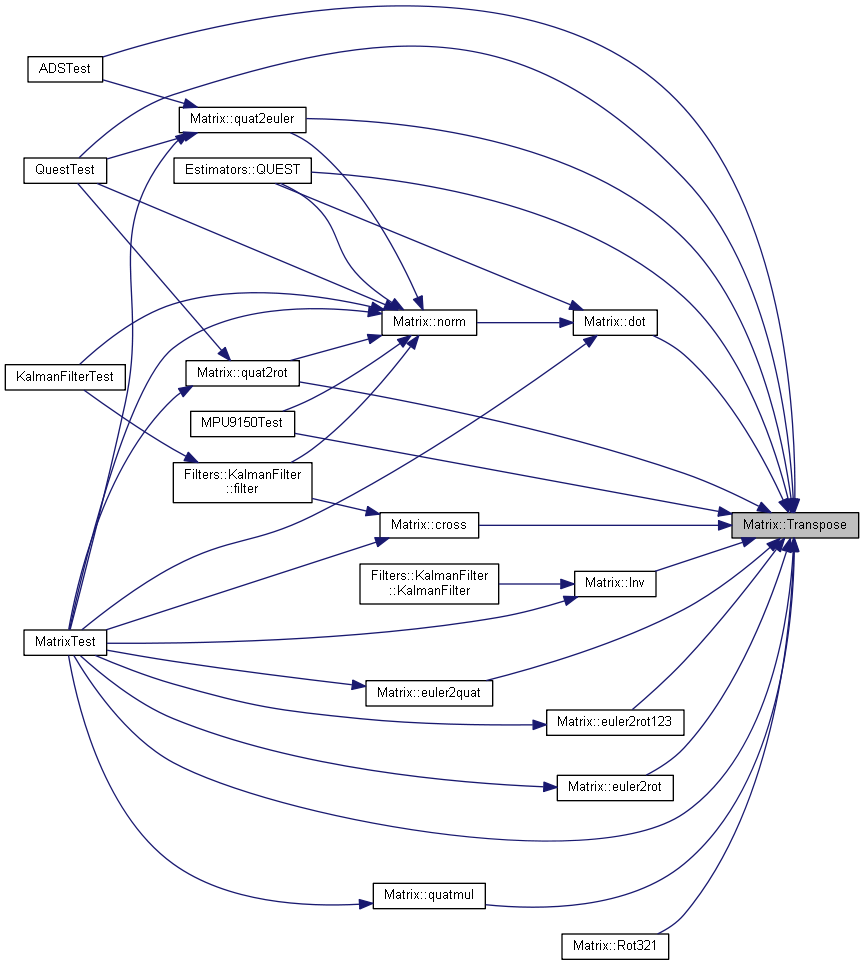 ADSTest
Matrix::quat2euler
QuestTest
Estimators::QUEST
Matrix::norm
Matrix::dot
KalmanFilterTest
Matrix::quat2rot
MPU9150Test
Filters::KalmanFilter
::filter
Matrix::cross
Matrix::Transpose
Filters::KalmanFilter
::KalmanFilter
Matrix::Inv
MatrixTest
Matrix::euler2quat
Matrix::euler2rot123
Matrix::euler2rot
Matrix::quatmul
Matrix::Rot321